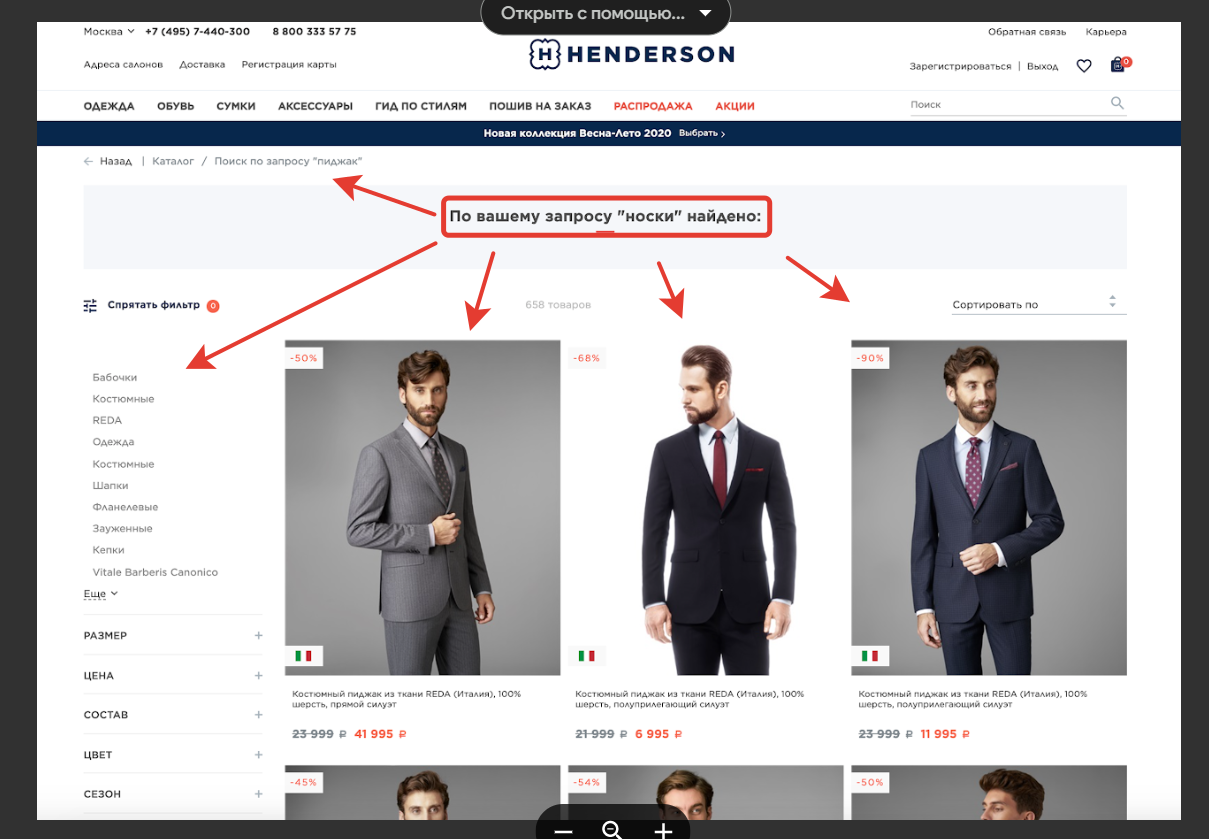 Открыть с помощью...
Москва +7 (495) 7-440-300 8 800 333 57 75
Обратная связь Карьера
HENDERSON
Адреса салонов Доставка Регистрация карты
Зарегистрироваться | Выход 0
ОДЕЖДА ОБУВЬ СУМКИ АКСЕССУАРЫ ГИД ПО СТИЛЯМ ПОШИВ НА ЗАКАЗ РАСПРОДАЖА АКЦИИ Поиск
Новая коллекция Весна-Лето 2020 Выбрать >
← Назад | Каталог / Поиск по запросу "пиджак"
По вашему запросу "носки" найдено:
Спрятать фильтр 0
658 товаров
Сортировать по
Бабочки
Костюмные
REDA
Одежда
Костюмные
Шапки
Фланелевые
Зауженные
Кепки
Vitale Barberis Canonico
Еще
РАЗМЕР +
ЦЕНА +
СОСТАВ +
ЦВЕТ +
СЕЗОН +
-50%
Костюмный пиджак из ткани REDA (Италия), 100%
шерсть, прямой силуэт
23 999 ₽ 41 995 ₽
-68%
Костюмный пиджак из ткани REDA (Италия), 100%
шерсть, полуприлегающий силуэт
21 999 ₽ 6 995 ₽
-90%
Костюмный пиджак из ткани REDA (Италия), 100%
шерсть, полуприлегающий силуэт
23 999 ₽ 11 995 ₽
-45%
-54%
-50%